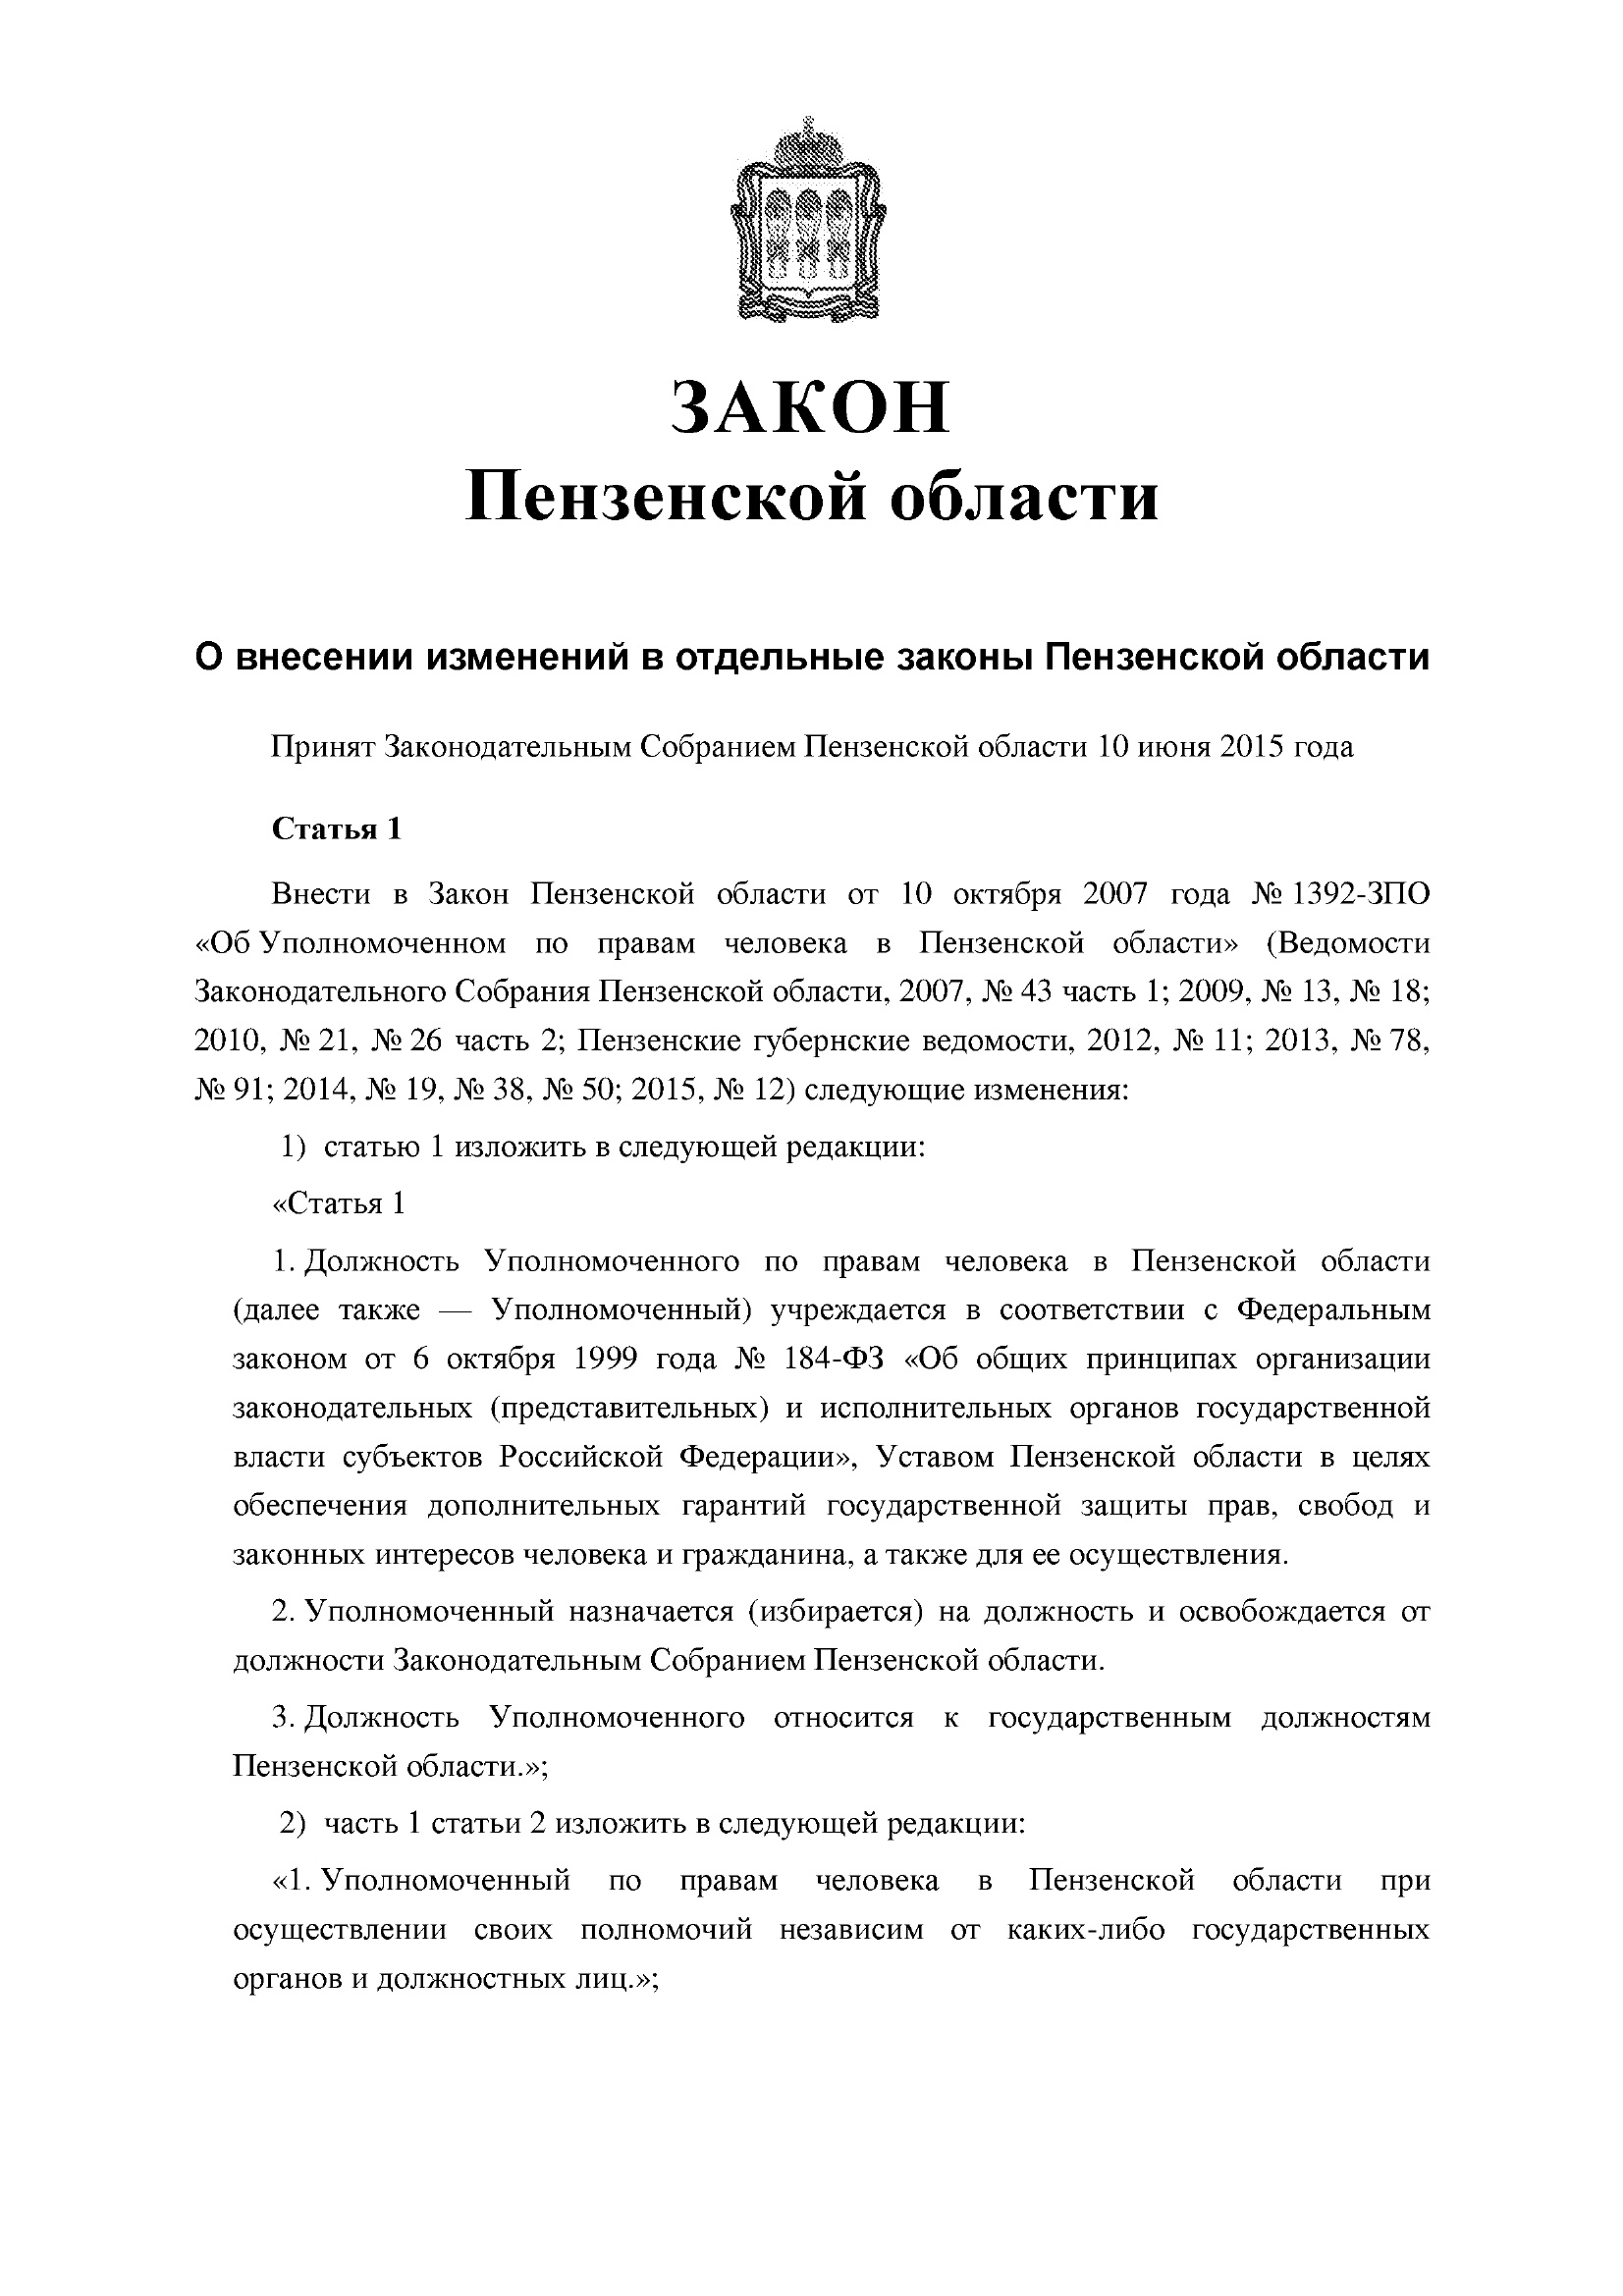 ЗАКОН
Пензенской области
О внесении изменений в отдельные законы Пензенской области
Принят Законодательным Собранием Пензенской области 10 июня 2015 года
Статья 1
Внести в Закон Пензенской области от 10 октября 2007 года № 1392-ЗПО
«Об Уполномоченном по правам человека в Пензенской области» (Ведомости
Законодательного Собрания Пензенской области, 2007, № 43 часть 1; 2009, № 13, № 18;
2010, № 21, № 26 часть 2; Пензенские губернские ведомости, 2012, № 11; 2013, № 78,
№ 91; 2014, № 19, № 38, № 50; 2015, № 12) следующие изменения:
1) статью 1 изложить в следующей редакции:
«Статья 1
1. Должность Уполномоченного по правам человека в Пензенской области
(далее также — Уполномоченный) учреждается в соответствии с Федеральным
законом от 6 октября 1999 года № 184-ФЗ «Об общих принципах организации
законодательных (представительных) и исполнительных органов государственной
власти субъектов Российской Федерации», Уставом Пензенской области в целях
обеспечения дополнительных гарантий государственной защиты прав, свобод и
законных интересов человека и гражданина, а также для ее осуществления.
2. Уполномоченный назначается (избирается) на должность и освобождается от
должности Законодательным Собранием Пензенской области.
3. Должность Уполномоченного относится к государственным должностям
Пензенской области.»;
2) часть 1 статьи 2 изложить в следующей редакции:
«1. Уполномоченный по правам человека в Пензенской области при
осуществлении своих полномочий независим от каких-либо государственных
органов и должностных лиц.»;